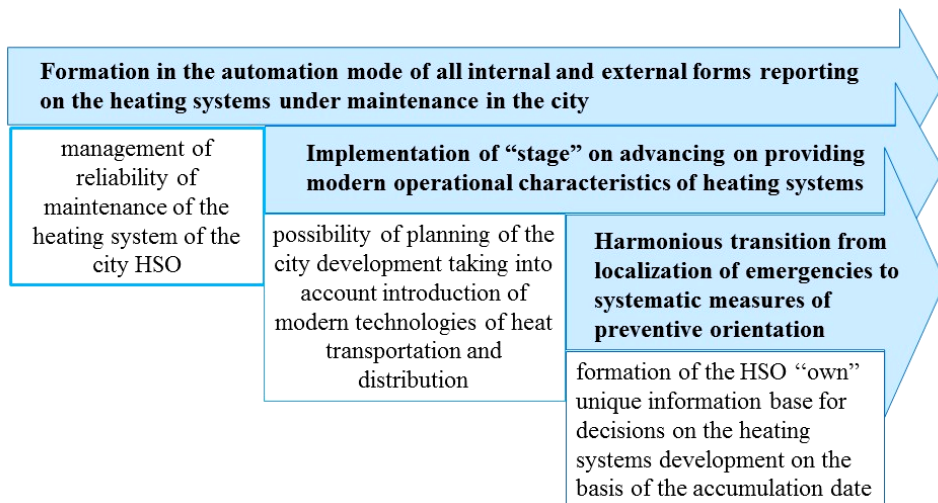 Formation in the automation mode of all internal and external forms reporting
on the heating systems under maintenance in the city
management of
reliability of
maintenance of the
heating system of the
city HSO
Implementation of “stage” on advancing on providing
modern operational characteristics of heating systems
possibility of planning of the
city development taking into
account introduction of
modern technologies of heat
transportation and
distribution
Harmonious transition from
localization of emergencies to
systematic measures of
preventive orientation
formation of the HSO “own”
unique information base for
decisions on the heating
systems development on the
basis of the accumulation date